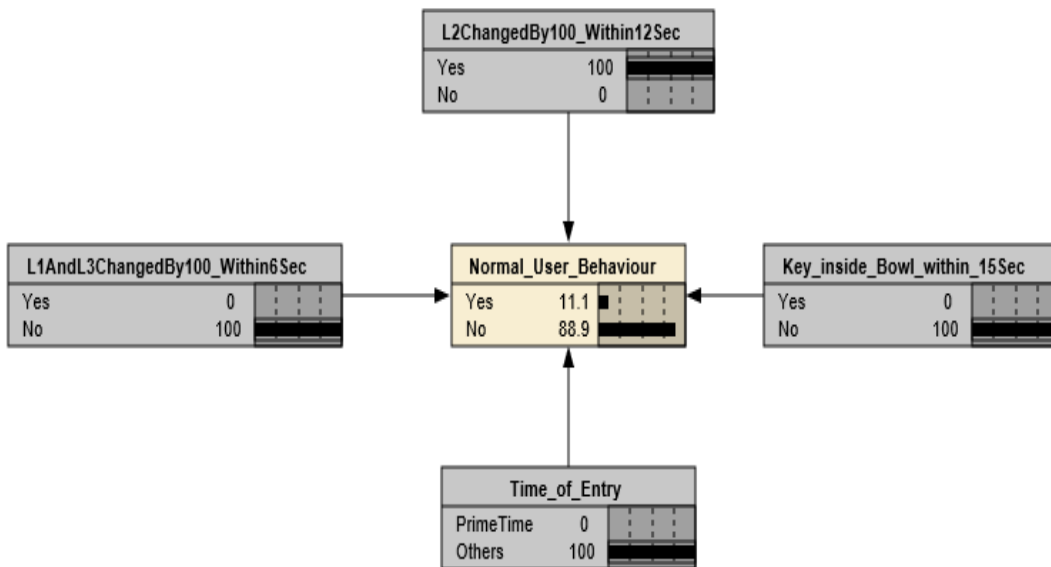 L2ChangedBy100_Within12Sec
Yes 100
No 0
L1AndL3ChangedBy100_Within6Sec
Yes 0
No 100
Normal_User_Behaviour
Yes 11.1
No 88.9
Key_inside_Bowl_within_15Sec
Yes 0
No 100
Time_of_Entry
PrimeTime 0
Others 100